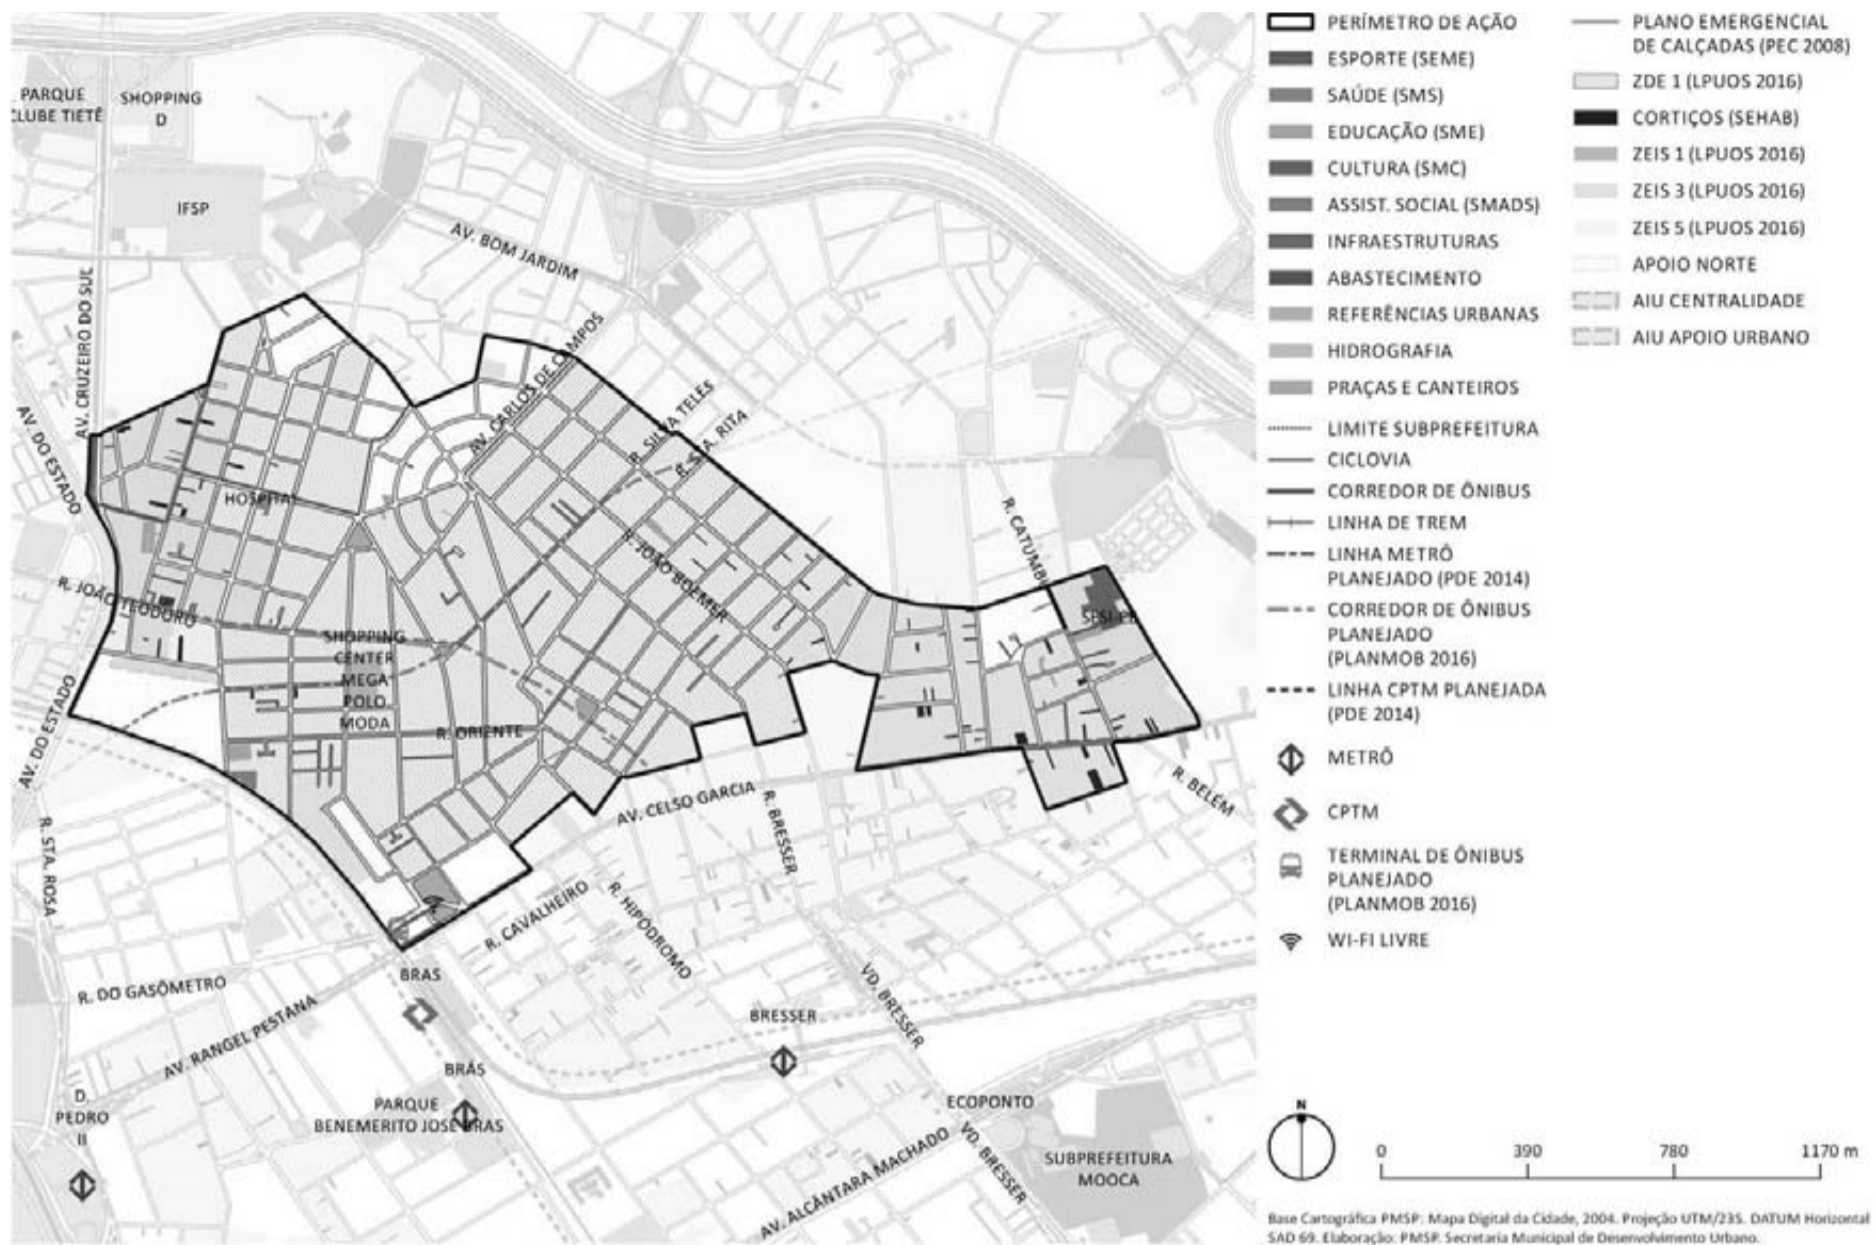 PARQUE
CLUBE TIETÊ
SHOPPING
D
IFSP
AV. BOM JARDIM
AV. CRUZEIRO DO SUL
AV. DO ESTADO
AV. CARLOS DE CAMPOS
R. SILVA TELES
R. STA. RITA
HOSPITAL
R. JOÃO BOEMER
R. CATUMBI
R. JOÃO TEODORO
SHOPPING
CENTER
MEGA
POLO
MODA
R. ORIENTE
AV. DO ESTADO
AV. CELSO GARCIA
R. BRESSER
R. BELÉM
R. STA. ROSA
R. CAVALHEIRO
R. HIPÓDROMO
R. DO GASÔMETRO
AV. RANGEL PESTANA
BRAS
VD. BRESSER
BRESSER
BRÁS
D.
PEDRO
II
PARQUE
BENEMERITO JOSÉ BRAS
ECOPONTO
VD. BRESSER
AV. ALCÂNTARA MACHADO
SUBPREFEITURA
MOOCA
PERÍMETRO DE AÇÃO
ESPORTE (SEME)
SAÚDE (SMS)
EDUCAÇÃO (SME)
CULTURA (SMC)
ASSIST. SOCIAL (SMADS)
INFRAESTRUTURAS
ABASTECIMENTO
REFERÊNCIAS URBANAS
HIDROGRAFIA
PRAÇAS E CANTEIROS
LIMITE SUBPREFEITURA
CICLOVIA
CORREDOR DE ÔNIBUS
LINHA DE TREM
LINHA METRÔ
PLANEJADO (PDE 2014)
CORREDOR DE ÔNIBUS
PLANEJADO
(PLANMOB 2016)
LINHA CPTM PLANEJADA
(PDE 2014)
METRÔ
CPTM
TERMINAL DE ÔNIBUS
PLANEJADO
(PLANMOB 2016)
WI-FI LIVRE
PLANO EMERGENCIAL
DE CALÇADAS (PEC 2008)
ZDE 1 (LPUOS 2016)
CORTIÇOS (SEHAB)
ZEIS 1 (LPUOS 2016)
ZEIS 3 (LPUOS 2016)
ZEIS 5 (LPUOS 2016)
APOIO NORTE
AIU CENTRALIDADE
AIU APOIO URBANO
N
0 390 780 1170 m
Base Cartográfica PMSP: Mapa Digital da Cidade, 2004. Projeção UTM/23S. DATUM Horizontal
SAD 69. Elaboração: PMSP. Secretaria Municipal de Desenvolvimento Urbano.